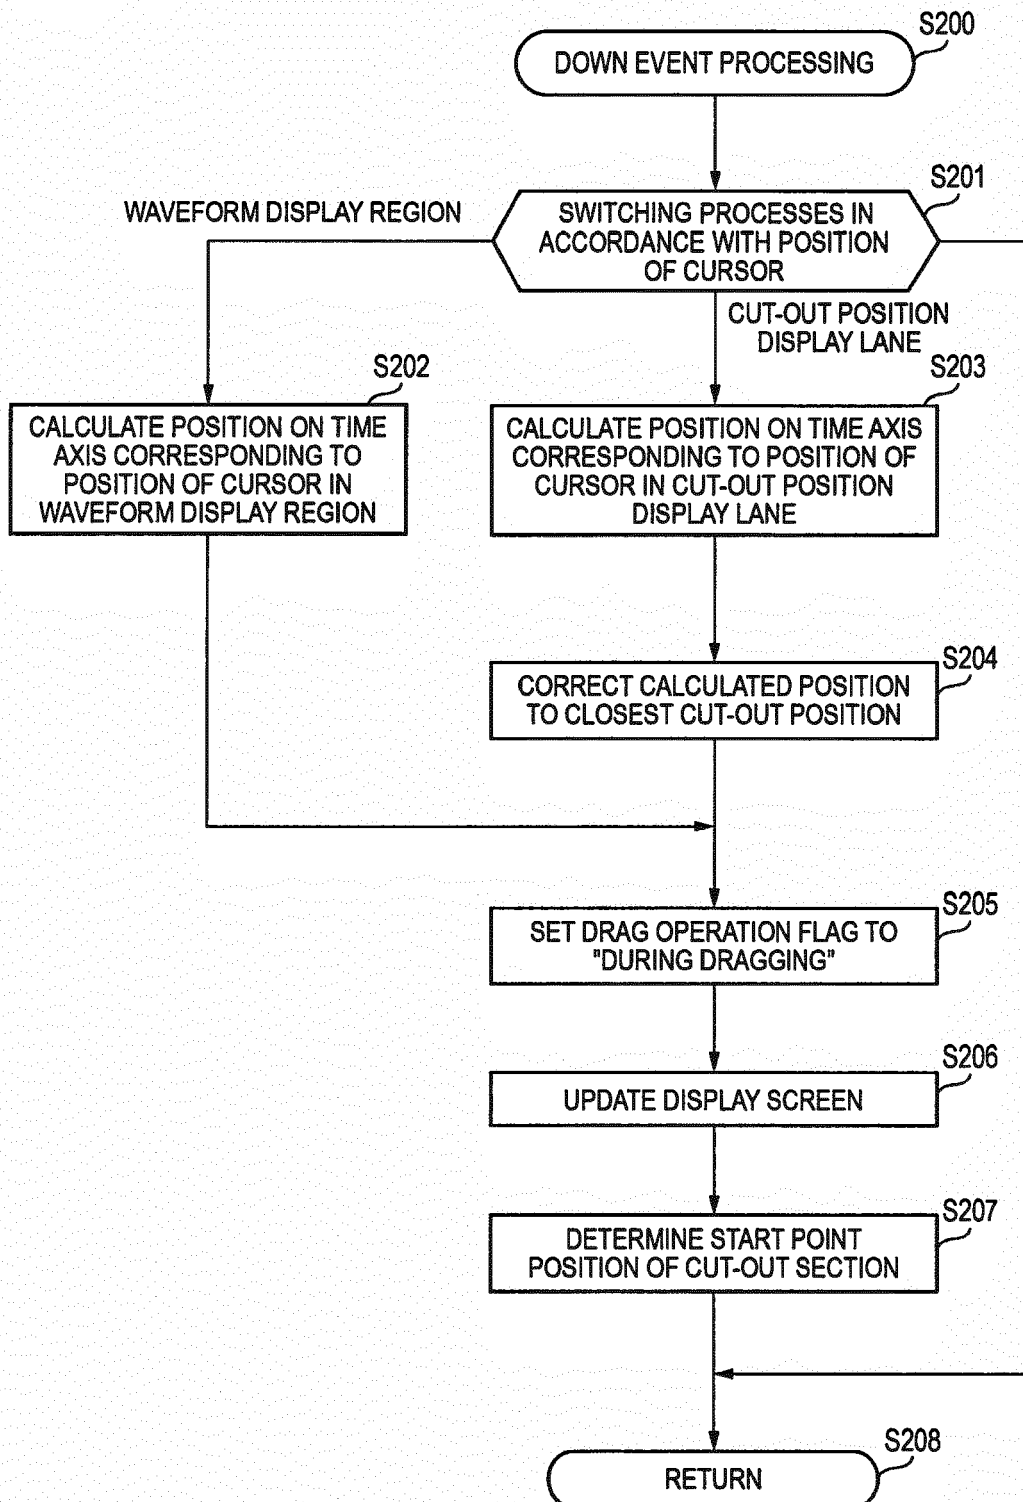 S200
DOWN EVENT PROCESSING
S201
WAVEFORM DISPLAY REGION
SWITCHING PROCESSES IN
ACCORDANCE WITH POSITION
OF CURSOR
CUT-OUT POSITION
DISPLAY LANE
S202
CALCULATE POSITION ON TIME
AXIS CORRESPONDING TO
POSITION OF CURSOR IN
WAVEFORM DISPLAY REGION
S203
CALCULATE POSITION ON TIME AXIS
CORRESPONDING TO POSITION OF
CURSOR IN CUT-OUT POSITION
DISPLAY LANE
S204
CORRECT CALCULATED POSITION
TO CLOSEST CUT-OUT POSITION
S205
SET DRAG OPERATION FLAG TO
"DURING DRAGGING"
S206
UPDATE DISPLAY SCREEN
S207
DETERMINE START POINT
POSITION OF CUT-OUT SECTION
S208
RETURN